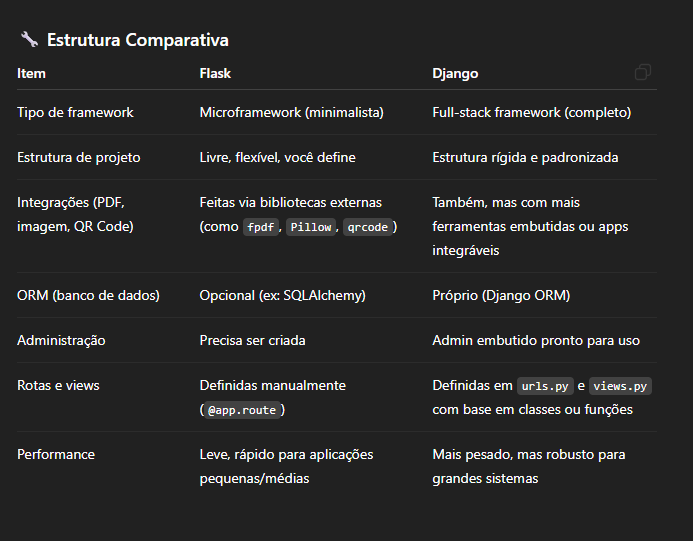 🔧 Estrutura Comparativa
Item Flask Django
Tipo de framework Microframework (minimalista) Full-stack framework (completo)
Estrutura de projeto Livre, flexível, você define Estrutura rígida e padronizada
Integrações (PDF, Feitas via bibliotecas externas Também, mas com mais
imagem, QR Code) (como fpdf, Pillow, qrcode) ferramentas embutidas ou apps
integráveis
ORM (banco de dados) Opcional (ex: SQLAlchemy) Próprio (Django ORM)
Administração Precisa ser criada Admin embutido pronto para uso
Rotas e views Definidas manualmente Definidas em urls.py e views.py
(@app.route) com base em classes ou funções
Performance Leve, rápido para aplicações Mais pesado, mas robusto para
pequenas/médias grandes sistemas